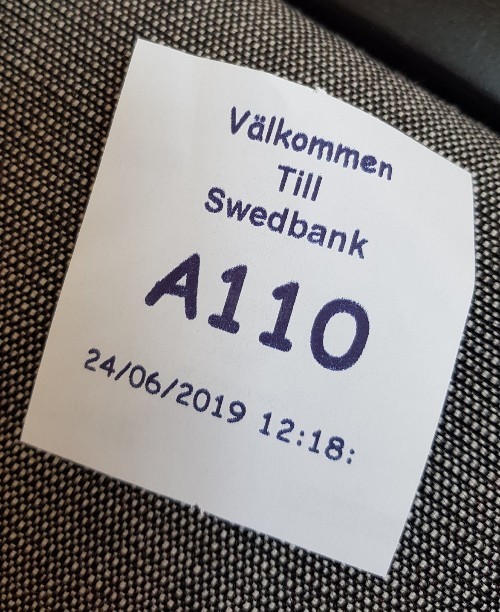 Välkommen
Till
Swedbank
A110
24/06/2019 12:18: